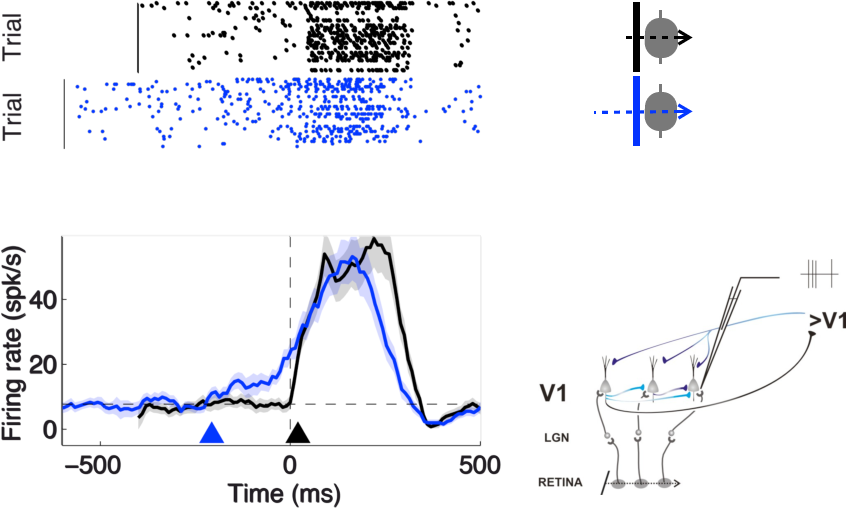 Trial
Trial
Firing rate (spk/s)
40
20
0
−500
0
500
Time (ms)
>V1
V1
LGN
RETINA